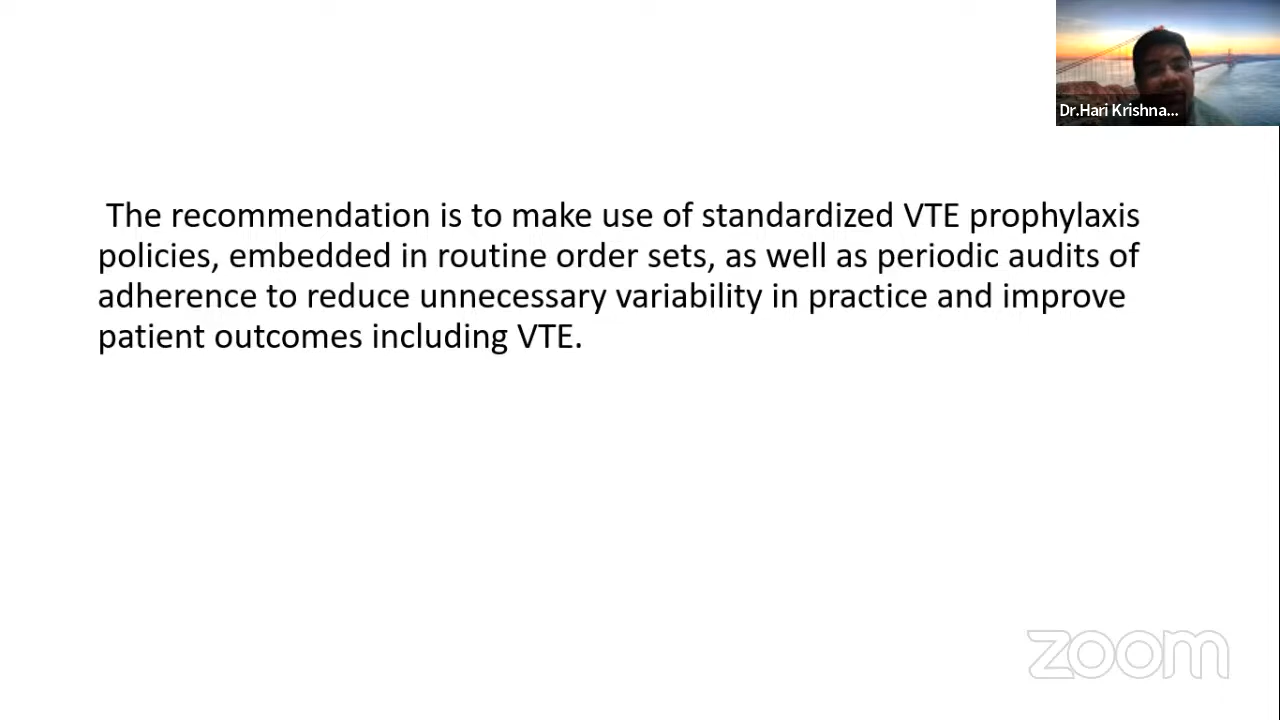 Dr.Hari Krishna...
The recommendation is to make use of standardized VTE prophylaxis
policies, embedded in routine order sets, as well as periodic audits of
adherence to reduce unnecessary variability in practice and improve
patient outcomes including VTE.
zoom